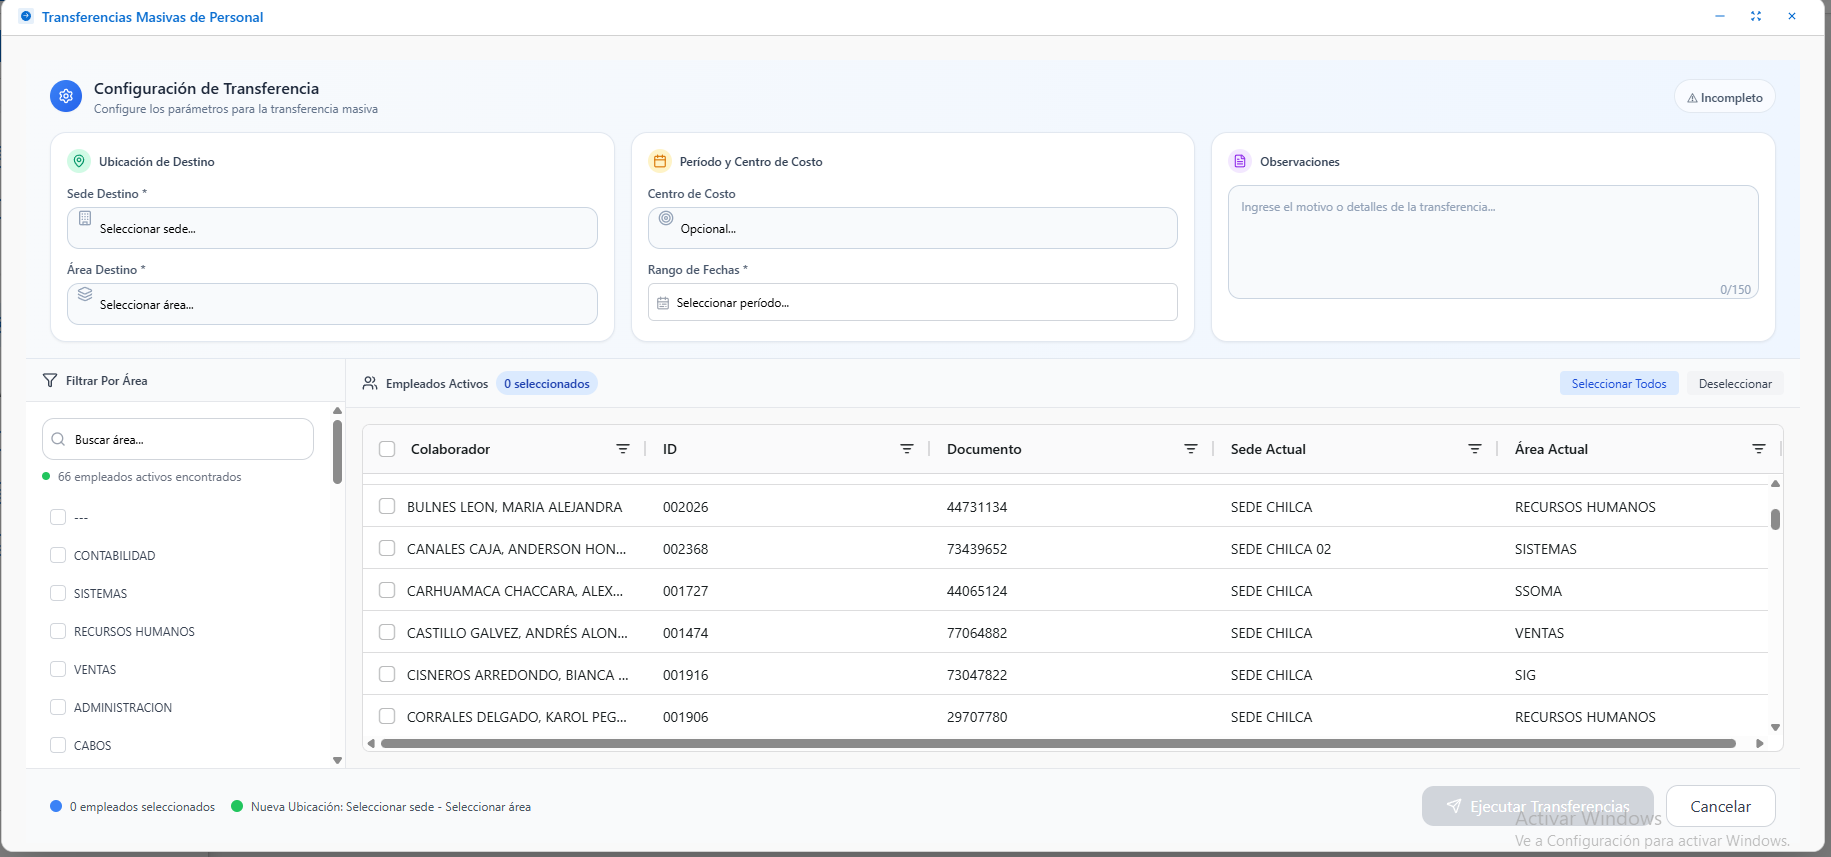 Transferencias Masivas de Personal
Configuración de Transferencia
Configure los parámetros para la transferencia masiva
Incompleto
Ubicación de Destino
Sede Destino *
Seleccionar sede...
Área Destino *
Seleccionar área...
Período y Centro de Costo
Centro de Costo
Opcional...
Rango de Fechas *
Seleccionar período...
Observaciones
Ingrese el motivo o detalles de la transferencia...
0/150
Filtrar Por Área
Buscar área...
66 empleados activos encontrados
---
CONTABILIDAD
SISTEMAS
RECURSOS HUMANOS
VENTAS
ADMINISTRACION
CABOS
Empleados Activos 0 seleccionados
Seleccionar Todos Deseleccionar
Colaborador ID Documento Sede Actual Área Actual
BULNES LEON, MARIA ALEJANDRA 002026 44731134 SEDE CHILCA RECURSOS HUMANOS
CANALES CAJA, ANDERSON HON... 002368 73439652 SEDE CHILCA 02 SISTEMAS
CARHUAMACA CHACCARA, ALEX... 001727 44065124 SEDE CHILCA SSOMA
CASTILLO GALVEZ, ANDRÉS ALON... 001474 77064882 SEDE CHILCA VENTAS
CISNEROS ARREDONDO, BIANCA ... 001916 73047822 SEDE CHILCA SIG
CORRALES DELGADO, KAROL PEG... 001906 29707780 SEDE CHILCA RECURSOS HUMANOS
0 empleados seleccionados Nueva Ubicación: Seleccionar sede - Seleccionar área
Ejecutar Transferencias Cancelar
Activar Windows
Ve a Configuración para activar Windows.